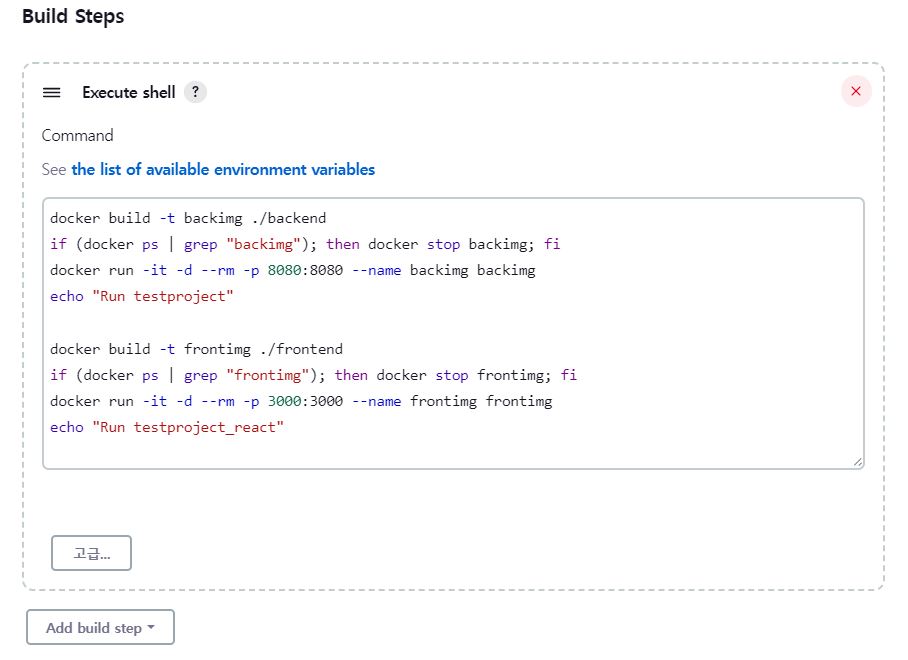 Build Steps
Execute shell ?
Command
See the list of available environment variables
docker build -t backimg ./backend
if (docker ps | grep "backimg"); then docker stop backimg; fi
docker run -it -d --rm -p 8080:8080 --name backimg backimg
echo "Run testproject"
docker build -t frontimg ./frontend
if (docker ps | grep "frontimg"); then docker stop frontimg; fi
docker run -it -d --rm -p 3000:3000 --name frontimg frontimg
echo "Run testproject_react"
고급...
Add build step